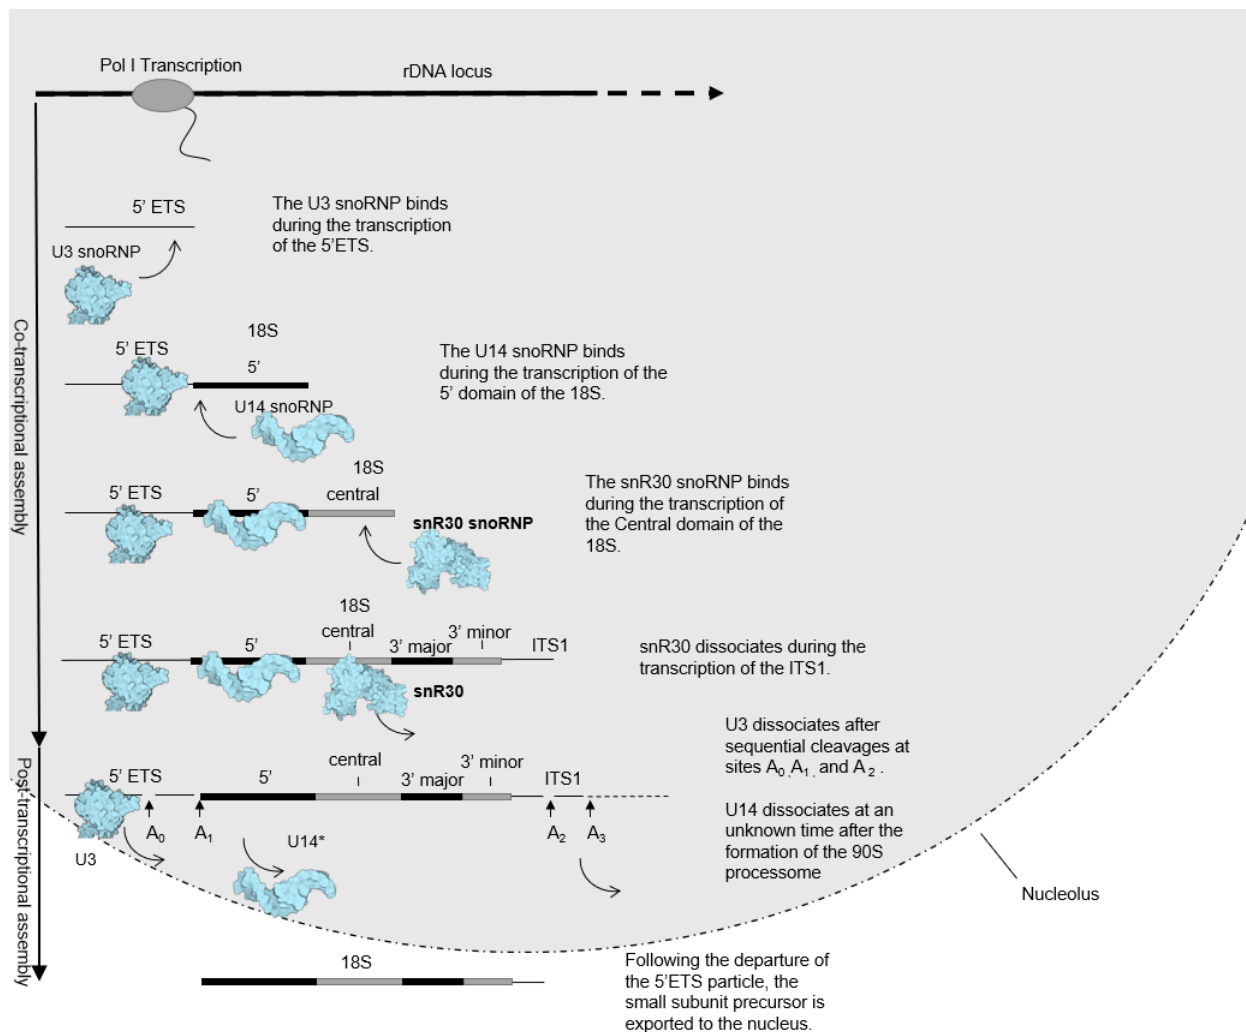 Pol I Transcription
rDNA locus
5' ETS
The U3 snoRNP binds
during the transcription
of the 5'ETS.
U3 snoRNP
Co-transcriptional assembly
18S
5' ETS
5'
The U14 snoRNP binds
during the transcription of the
5' domain of the 18S.
U14 snoRNP
18S
5' ETS
5'
central
The snR30 snoRNP binds
during the transcription of
the Central domain of the
18S.
snR30 snoRNP
18S
5' ETS
5'
central
3' major
3' minor
ITS1
snR30 dissociates during the
transcription of the ITS1.
snR30
Post-transcriptional assembly
5' ETS
5'
central
3' major
3' minor
ITS1
U3 dissociates after
sequential cleavages at
sites A0, A1, and A2 .
A0
A1
A2
A3
U3
U14*
U14 dissociates at an
unknown time after the
formation of the 90S
processome
Nucleolus
18S
Following the departure of
the 5'ETS particle, the
small subunit precursor is
exported to the nucleus.